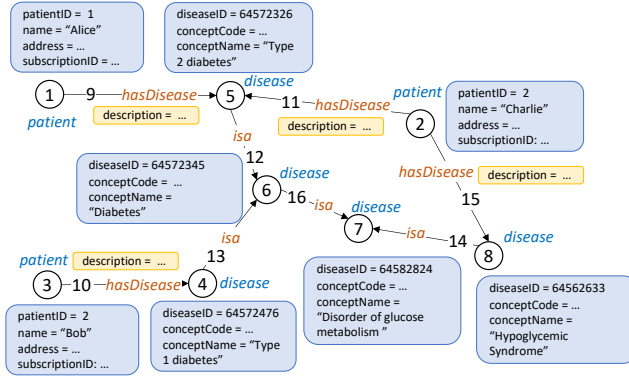 patientID = 1
name = “Alice”
address = ...
subscriptionID = ...
diseaseID = 64572326
conceptCode = ...
conceptName = “Type
2 diabetes”
1
9
hasDisease
5
disease
patient
description = ...
11
hasDisease
description = ...
patient
2
patientID = 2
name = “Charlie”
address = ...
subscriptionID: ...
isa
12
hasDisease
description = ...
15
diseaseID = 64572345
conceptCode = ...
conceptName =
“Diabetes”
6
disease
16
isa
disease
7
isa
14
8
disease
isa
13
patient
description = ...
3
10
hasDisease
4
disease
patientID = 2
name = “Bob”
address = ...
subscriptionID: ...
diseaseID = 64572476
conceptCode= ...
conceptName = “Type
1 diabetes”
diseaseID = 64582824
conceptCode = ...
conceptName =
“Disorder of glucose
metabolism ”
diseaseID = 64562633
conceptCode= ...
conceptName =
“Hypoglycemic
Syndrome”